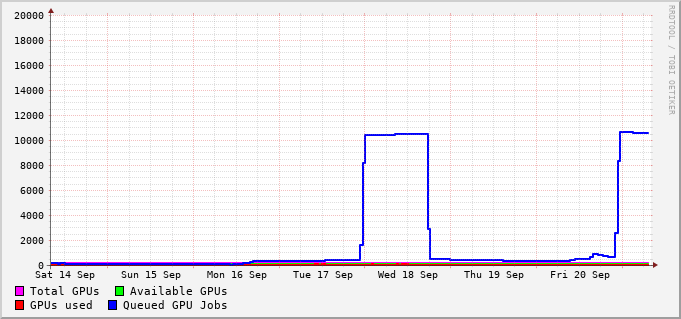 20000
18000
16000
14000
12000
10000
8000
6000
4000
2000
0
Sat 14 Sep Sun 15 Sep Mon 16 Sep Tue 17 Sep Wed 18 Sep Thu 19 Sep Fri 20 Sep
Total GPUs Available GPUs
GPUs used Queued GPU Jobs
RRDTOOL / TOBI OETIKER